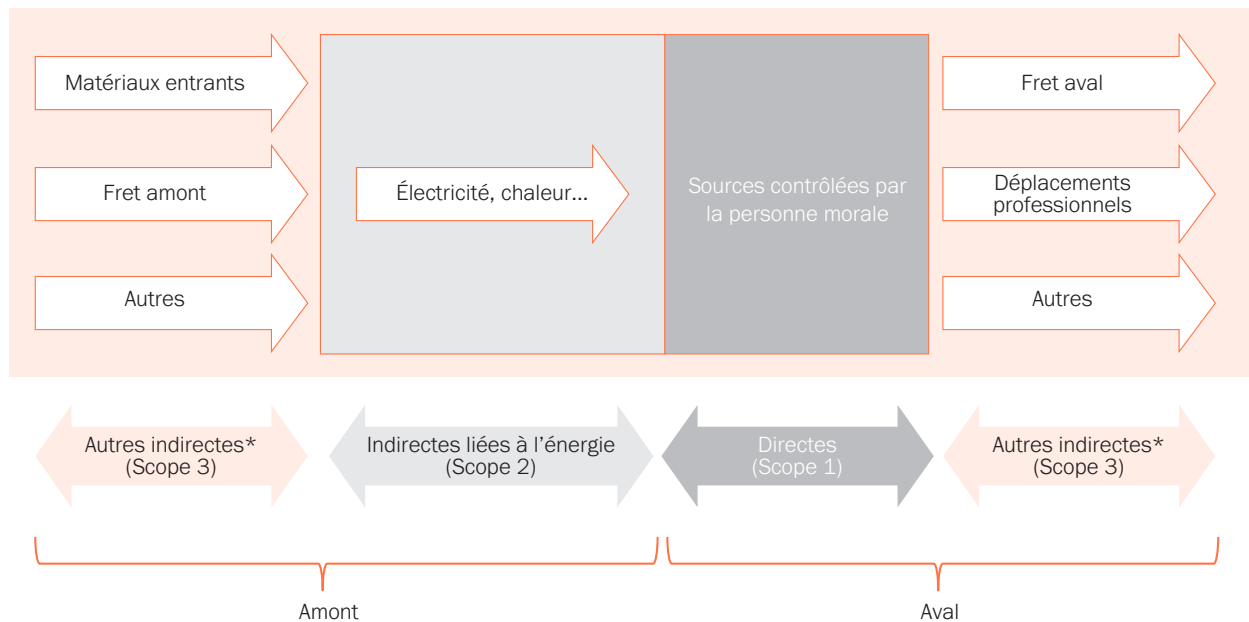 Matériaux entrants
Fret amont
Autres
Électricité, chaleur...
Sources contrôlées par
la personne morale
Fret aval
Déplacements
professionnels
Autres
Autres indirectes*
(Scope 3)
Indirectes liées à l'énergie
(Scope 2)
Directes
(Scope 1)
Autres indirectes*
(Scope 3)
Amont
Aval